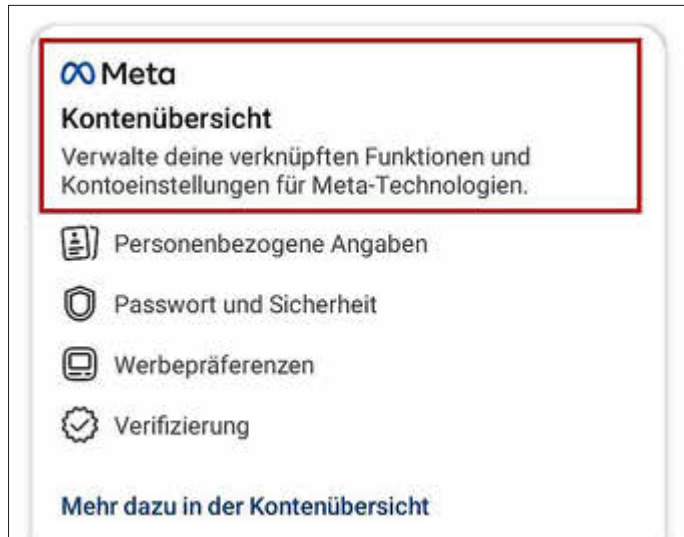 Meta
Kontenübersicht
Verwalte deine verknüpften Funktionen und
Kontoeinstellungen für Meta-Technologien.
Personenbezogene Angaben
Passwort und Sicherheit
Werbepräferenzen
Verifizierung
Mehr dazu in der Kontenübersicht